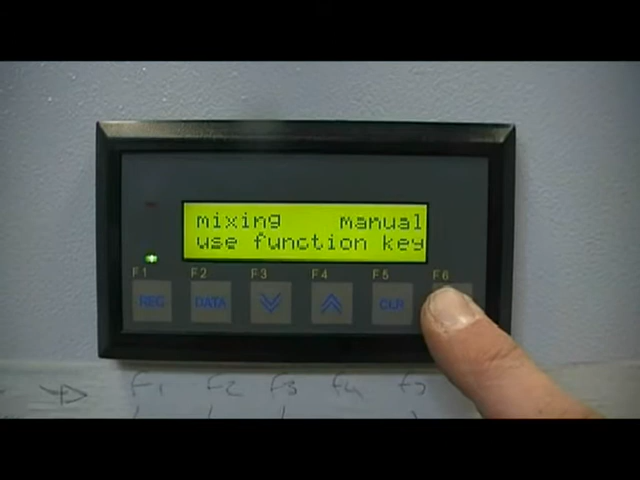 mixing manual
use function key
F1 F2 F3 F4 F5 F6
REG DATA CLR
F1 F2 F3 F4 F5